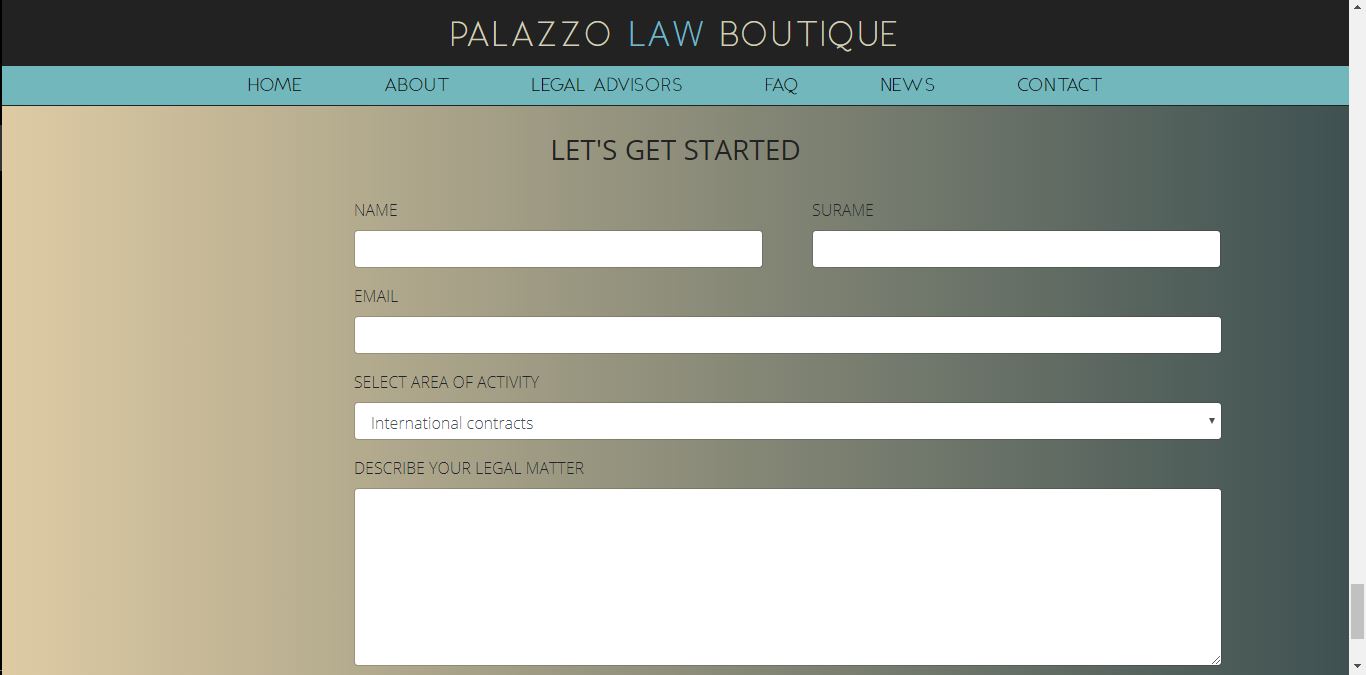 PALAZZO LAW BOUTIQUE
HOME ABOUT LEGAL ADVISORS FAQ NEWS CONTACT
LET'S GET STARTED
NAME SURAME
EMAIL
SELECT AREA OF ACTIVITY
International contracts
DESCRIBE YOUR LEGAL MATTER